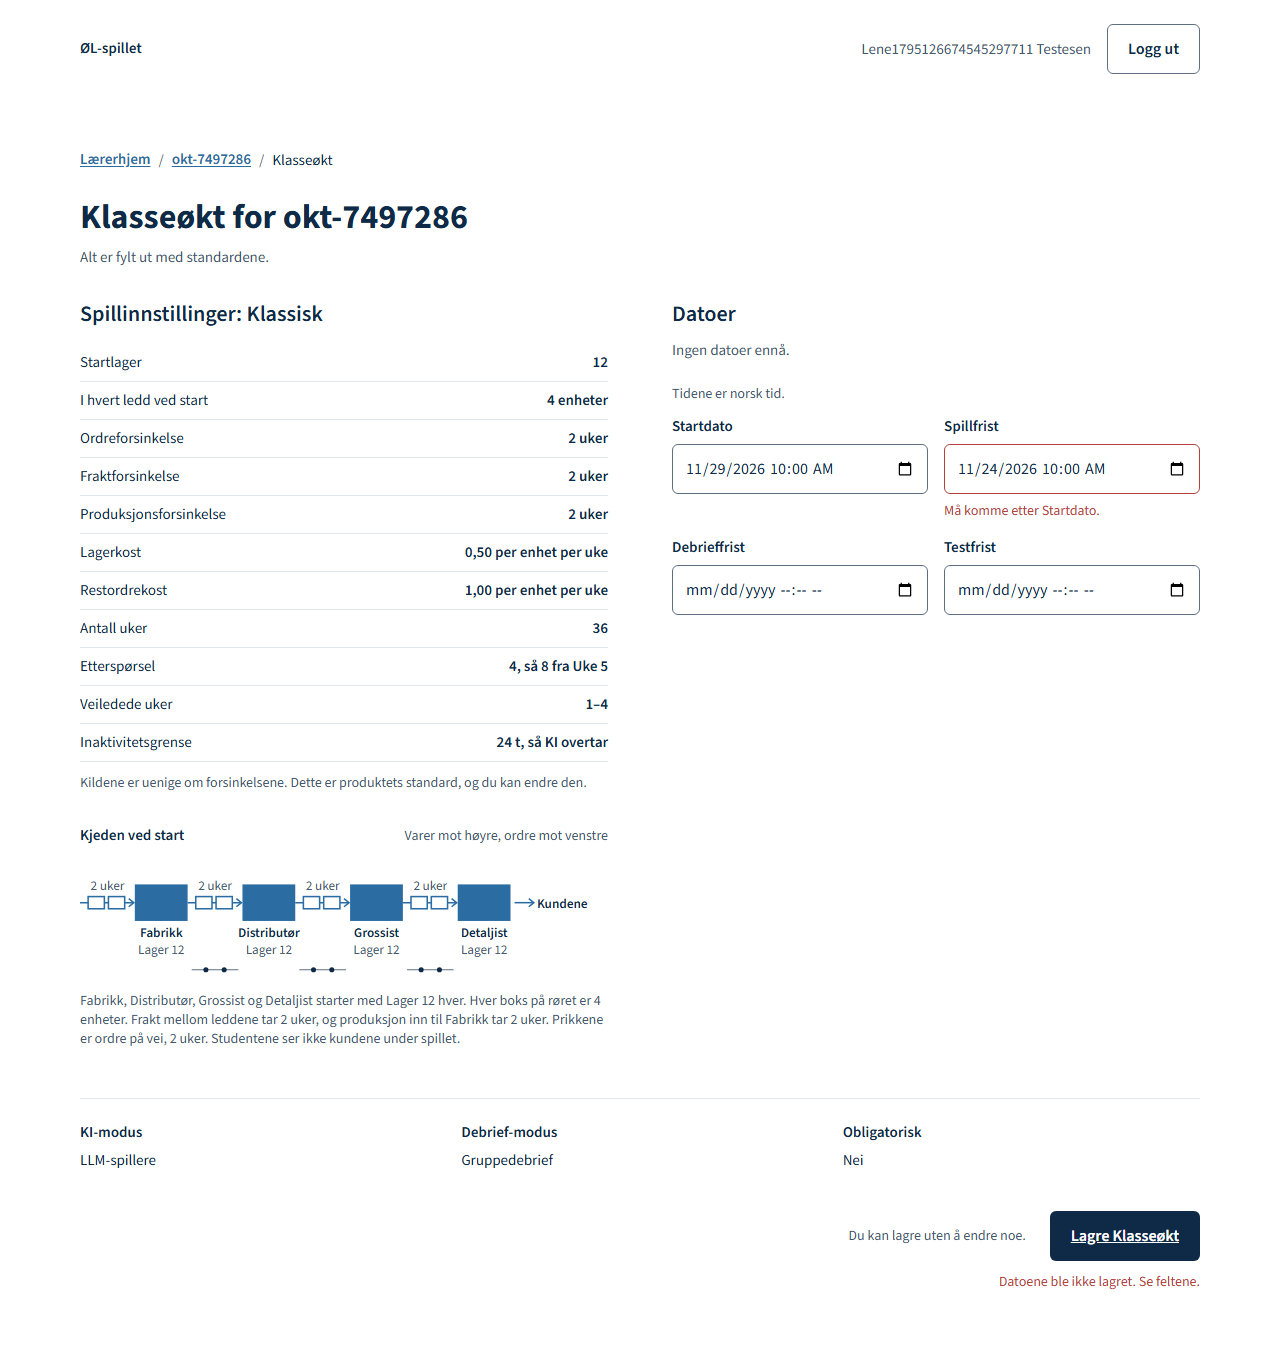 ØL-spillet
Lene1795126674545297711 Testesen
Logg ut
Lærerhjem / okt-7497286 / Klasseøkt
Klasseøkt for okt-7497286
Alt er fylt ut med standardene.
Spillinnstillinger: Klassisk
Startlager 12
I hvert ledd ved start 4 enheter
Ordreforsinkelse 2 uker
Fraktforsinkelse 2 uker
Produksjonsforsinkelse 2 uker
Lagerkost 0,50 per enhet per uke
Restordrekost 1,00 per enhet per uke
Antall uker 36
Etterspørsel 4, så 8 fra Uke 5
Veiledede uker 1–4
Inaktivitetsgrense 24 t, så KI overtar
Kildene er uenige om forsinkelsene. Dette er produktets standard, og du kan endre den.
Kjeden ved start
Varer mot høyre, ordre mot venstre
2 uker 2 uker 2 uker 2 uker
Kundene
Fabrikk Distributør Grossist Detaljist
Lager 12 Lager 12 Lager 12 Lager 12
Fabrikk, Distributør, Grossist og Detaljist starter med Lager 12 hver. Hver boks på røret er 4
enheter. Frakt mellom leddene tar 2 uker, og produksjon inn til Fabrikk tar 2 uker. Prikkene
er ordre på vei, 2 uker. Studentene ser ikke kundene under spillet.
Datoer
Ingen datoer ennå.
Tidene er norsk tid.
Startdato Spillfrist
11/29/2026 10:00 AM 11/24/2026 10:00 AM
Må komme etter Startdato.
Debrieffrist Testfrist
mm/dd/yyyy --:-- -- mm/dd/yyyy --:-- --
KI-modus Debrief-modus Obligatorisk
LLM-spillere Gruppedebrief Nei
Du kan lagre uten å endre noe.
Lagre Klasseøkt
Datoene ble ikke lagret. Se feltene.